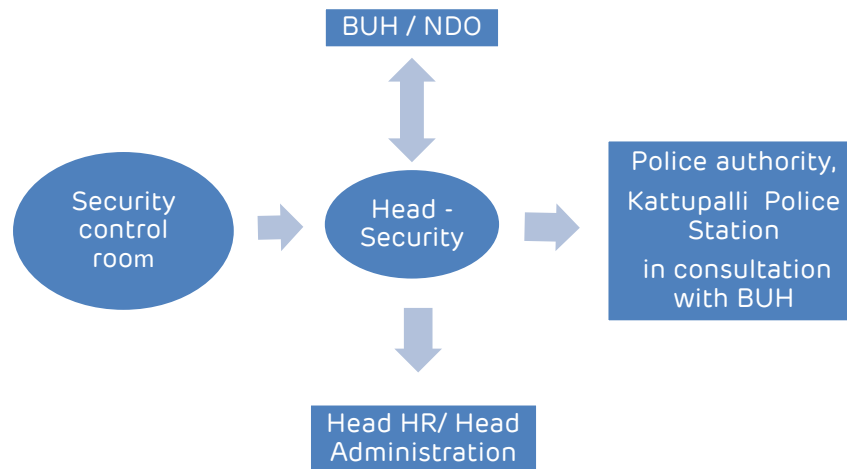 BUH / NDO
Security
control
room
Head -
Security
Police authority,
Kattupalli Police
Station
in consultation
with BUH
Head HR/ Head
Administration